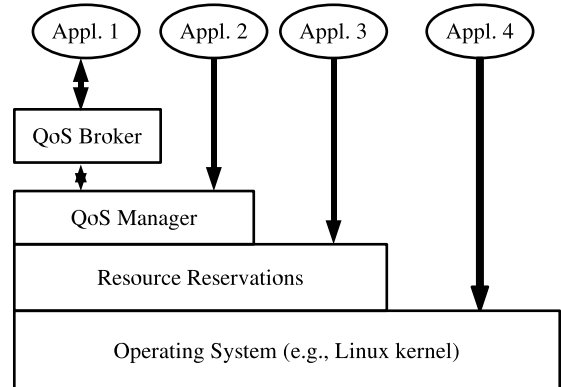 Appl. 1
Appl. 2
Appl. 3
Appl. 4
QoS Broker
QoS Manager
Resource Reservations
Operating System (e.g., Linux kernel)